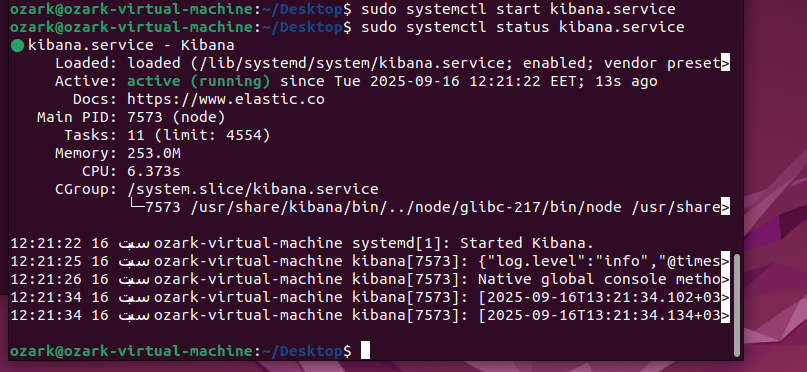 ozark@ozark-virtual-machine:~/Desktop$ sudo systemctl start kibana.service
ozark@ozark-virtual-machine:~/Desktop$ sudo systemctl status kibana.service
● kibana.service - Kibana
Loaded: loaded (/lib/systemd/system/kibana.service; enabled; vendor preset>
Active: active (running) since Tue 2025-09-16 12:21:22 EET; 13s ago
Docs: https://www.elastic.co
Main PID: 7573 (node)
Tasks: 11 (limit: 4554)
Memory: 253.0M
CPU: 6.373s
CGroup: /system.slice/kibana.service
└─7573 /usr/share/kibana/bin/../node/glibc-217/bin/node /usr/share>
12:21:22 16 سبت ozark-virtual-machine systemd[1]: Started Kibana.
12:21:25 16 سبت ozark-virtual-machine kibana[7573]: {"log.level":"info","@times>
12:21:26 16 سبت ozark-virtual-machine kibana[7573]: Native global console metho>
12:21:34 16 سبت ozark-virtual-machine kibana[7573]: [2025-09-16T13:21:34.102+03>
12:21:34 16 سبت ozark-virtual-machine kibana[7573]: [2025-09-16T13:21:34.134+03>
ozark@ozark-virtual-machine:~/Desktop$